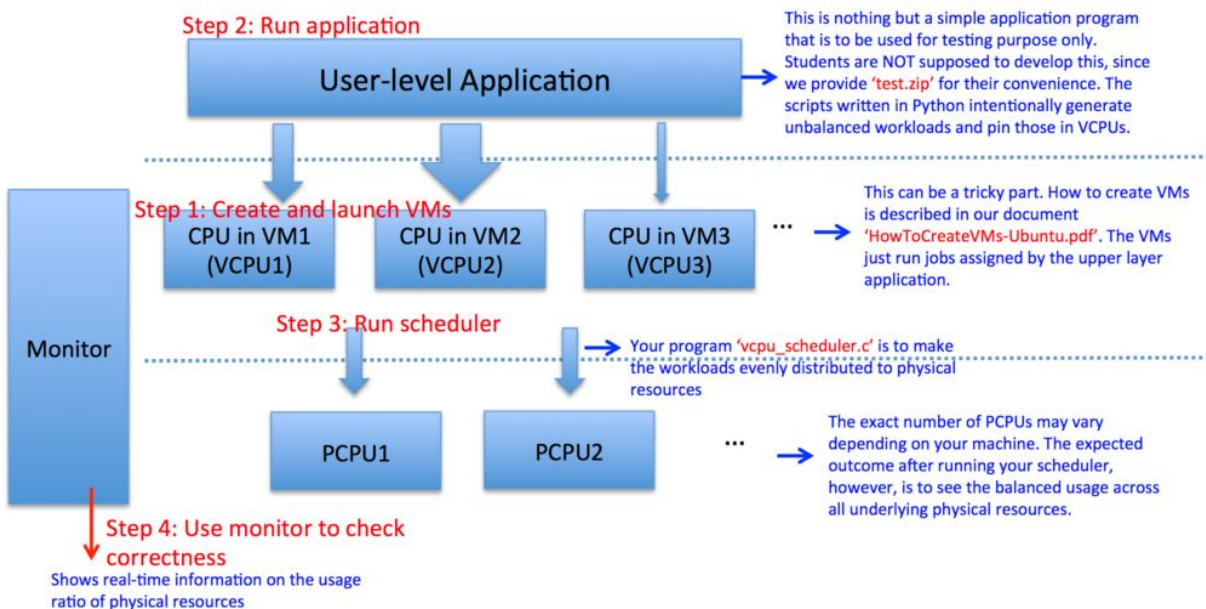 Step 2: Run application
User-level Application
This is nothing but a simple application program
that is to be used for testing purpose only.
Students are NOT supposed to develop this, since
we provide ‘test.zip’ for their convenience. The
scripts written in Python intentionally generate
unbalanced workloads and pin those in VCPUs.
Step 1: Create and launch VMs
CPU in VM1
(VCPU1)
CPU in VM2
(VCPU2)
CPU in VM3
(VCPU3)
...
This can be a tricky part. How to create VMs
is described in our document
‘HowToCreateVMs-Ubuntu.pdf’. The VMs
just run jobs assigned by the upper layer
application.
Monitor
Step 3: Run scheduler
Your program ‘vcpu_scheduler.c’ is to make
the workloads evenly distributed to physical
resources
PCPU1
PCPU2
...
The exact number of PCPUs may vary
depending on your machine. The expected
outcome after running your scheduler,
however, is to see the balanced usage across
all underlying physical resources.
Step 4: Use monitor to check
correctness
Shows real-time information on the usage
ratio of physical resources